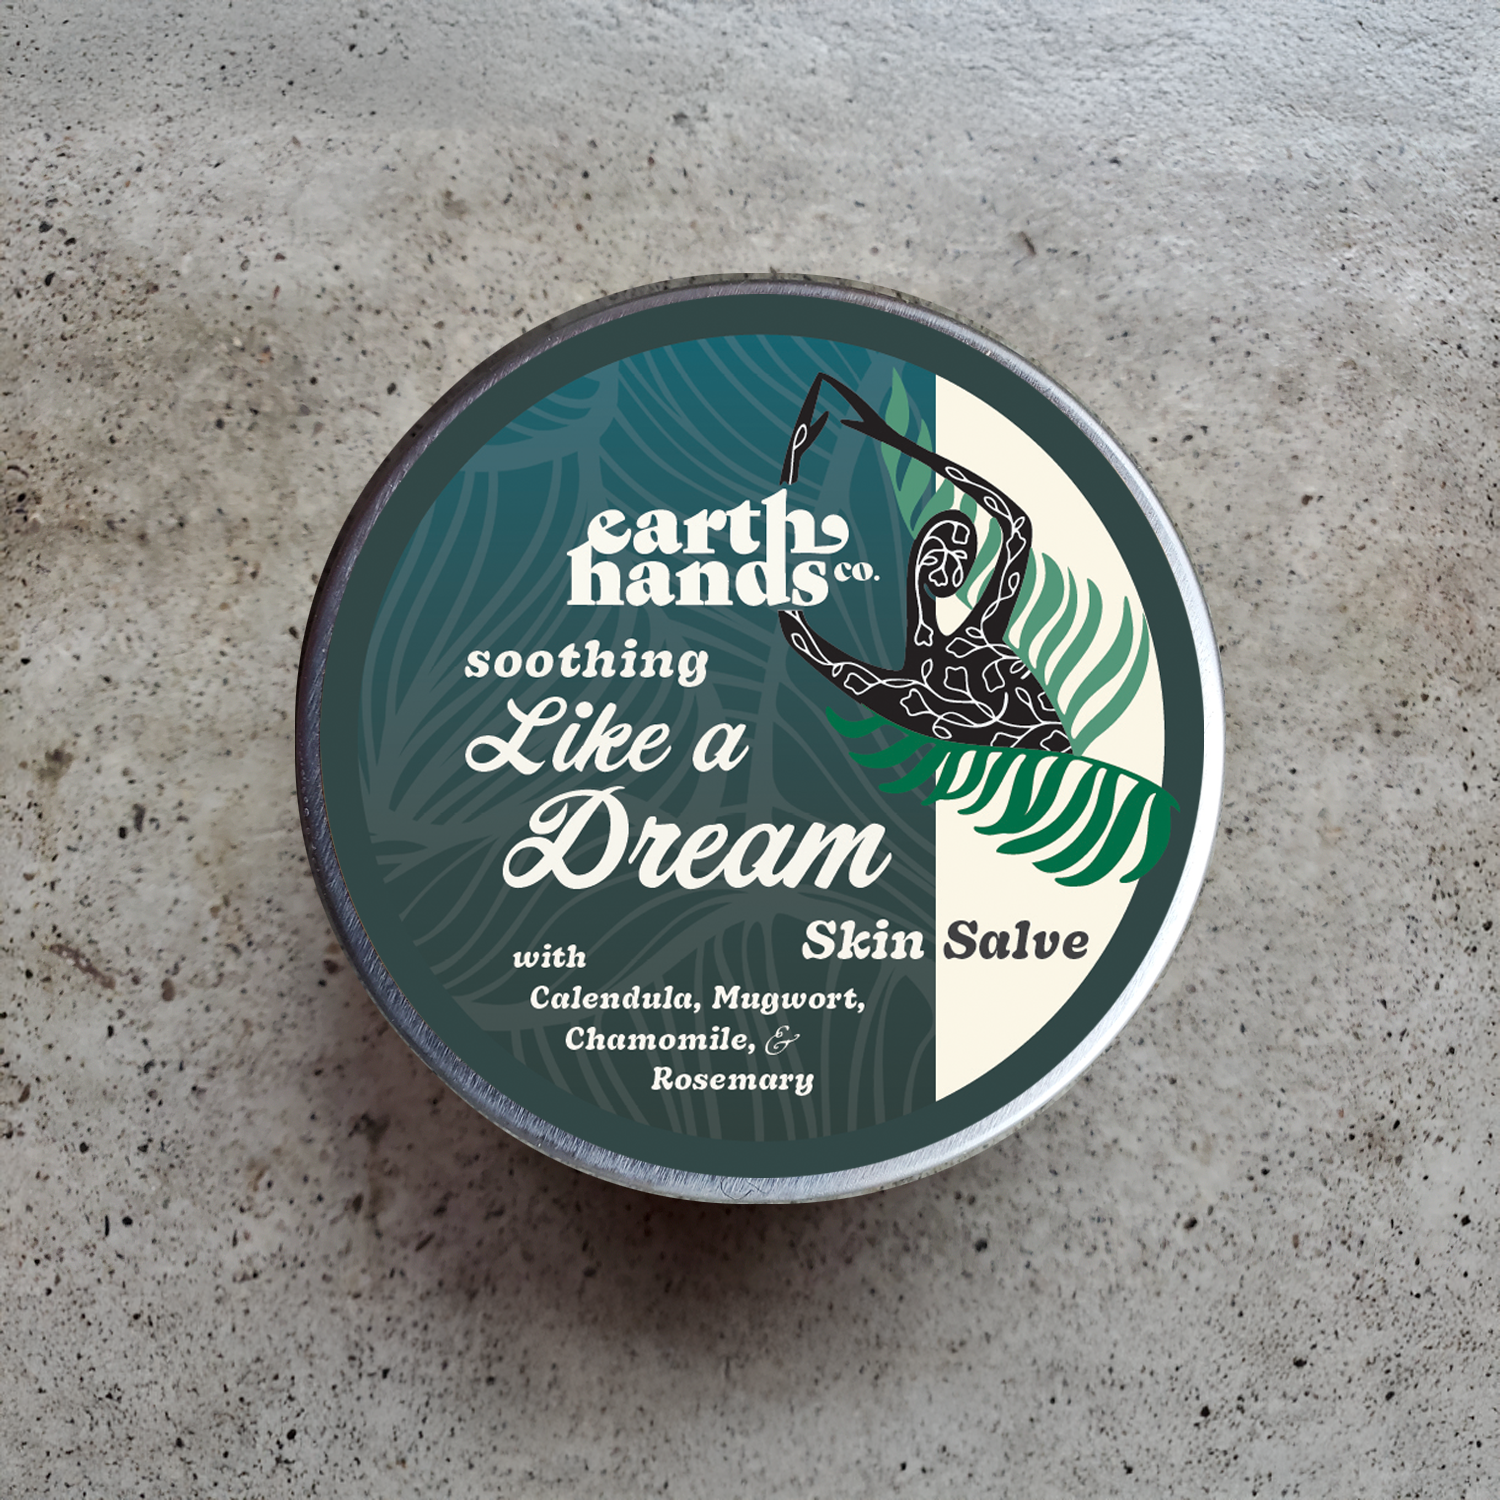 earth
hands co.
soothing
Like a
Dream
Skin Salve
with
Calendula, Mugwort,
Chamomile, &
Rosemary